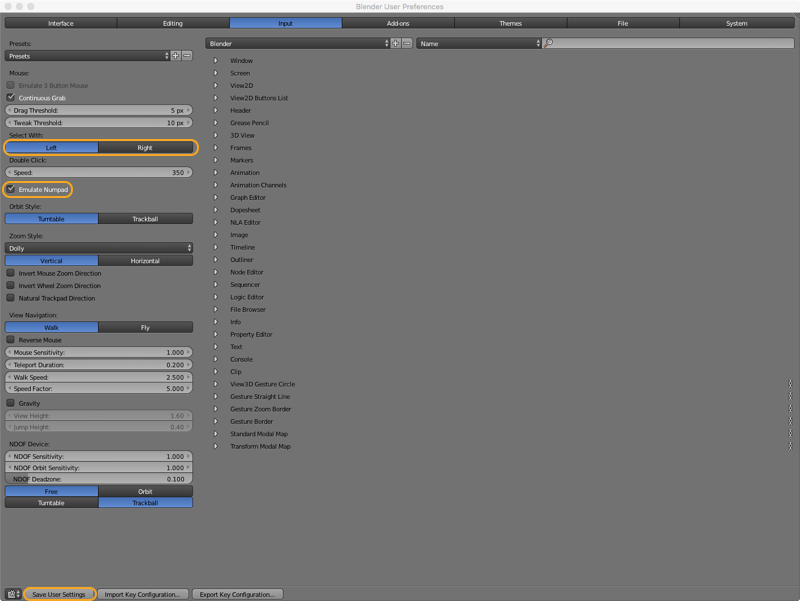 Blender User Preferences
Interface Editing Input Add-ons Themes File System
Presets:
Presets
Mouse:
Emulate 3 Button Mouse
Continuous Grab
Drag Threshold: 5 px
Tweak Threshold: 10 px
Select With:
Left Right
Double Click:
Speed: 350
Emulate Numpad
Orbit Style:
Turntable Trackball
Zoom Style:
Dolly
Vertical Horizontal
Invert Mouse Zoom Direction
Invert Wheel Zoom Direction
Natural Trackpad Direction
View Navigation:
Walk Fly
Reverse Mouse
Mouse Sensitivity: 1.000
Teleport Duration: 0.200
Walk Speed: 2.500
Speed Factor: 5.000
Gravity
View Height: 1.60
Jump Height: 0.40
NDOF Device:
NDOF Sensitivity: 1.000
NDOF Orbit Sensitivity: 1.000
NDOF Deadzone: 0.100
Free Orbit
Turntable Trackball
Blender Name
Window
Screen
View2D
View2D Buttons List
Header
Grease Pencil
3D View
Frames
Markers
Animation
Animation Channels
Graph Editor
Dopesheet
NLA Editor
Image
Timeline
Outliner
Node Editor
Sequencer
Logic Editor
File Browser
Info
Property Editor
Text
Console
Clip
View3D Gesture Circle
Gesture Straight Line
Gesture Zoom Border
Gesture Border
Standard Modal Map
Transform Modal Map
Save User Settings Import Key Configuration... Export Key Configuration...